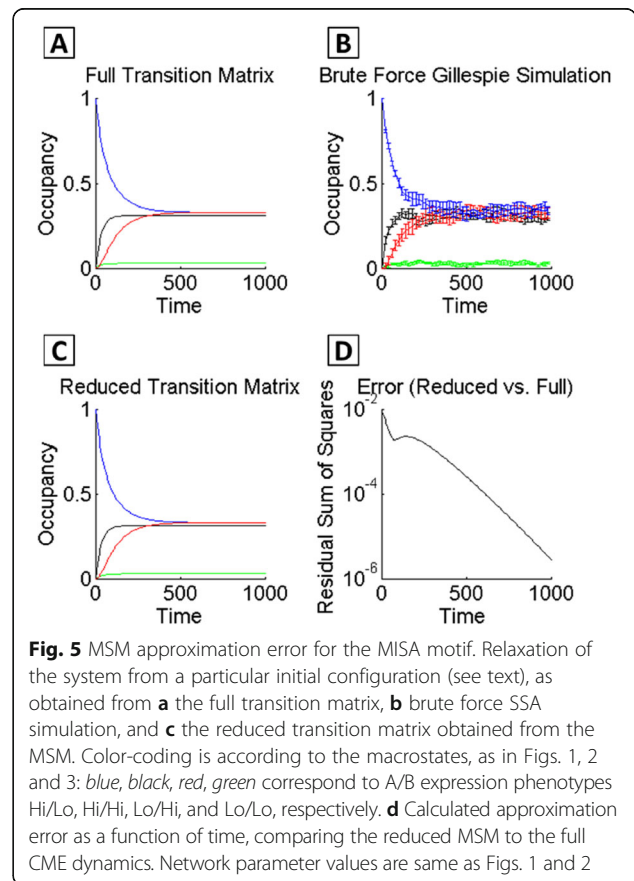 A
Full Transition Matrix
1
0.5
0
Occupancy
0
500
1000
Time
B
Brute Force Gillespie Simulation
1
0.5
0
Occupancy
0
500
1000
Time
C
Reduced Transition Matrix
1
0.5
0
Occupancy
0
500
1000
Time
D
Error (Reduced vs. Full)
10^-2
10^-4
10^-6
Residual Sum of Squares
0
500
1000
Time
Fig. 5 MSM approximation error for the MISA motif. Relaxation of
the system from a particular initial configuration (see text), as
obtained from a the full transition matrix, b brute force SSA
simulation, and c the reduced transition matrix obtained from the
MSM. Color-coding is according to the macrostates, as in Figs. 1, 2
and 3: blue, black, red, green correspond to A/B expression phenotypes
Hi/Lo, Hi/Hi, Lo/Hi, and Lo/Lo, respectively. d Calculated approximation
error as a function of time, comparing the reduced MSM to the full
CME dynamics. Network parameter values are same as Figs. 1 and 2